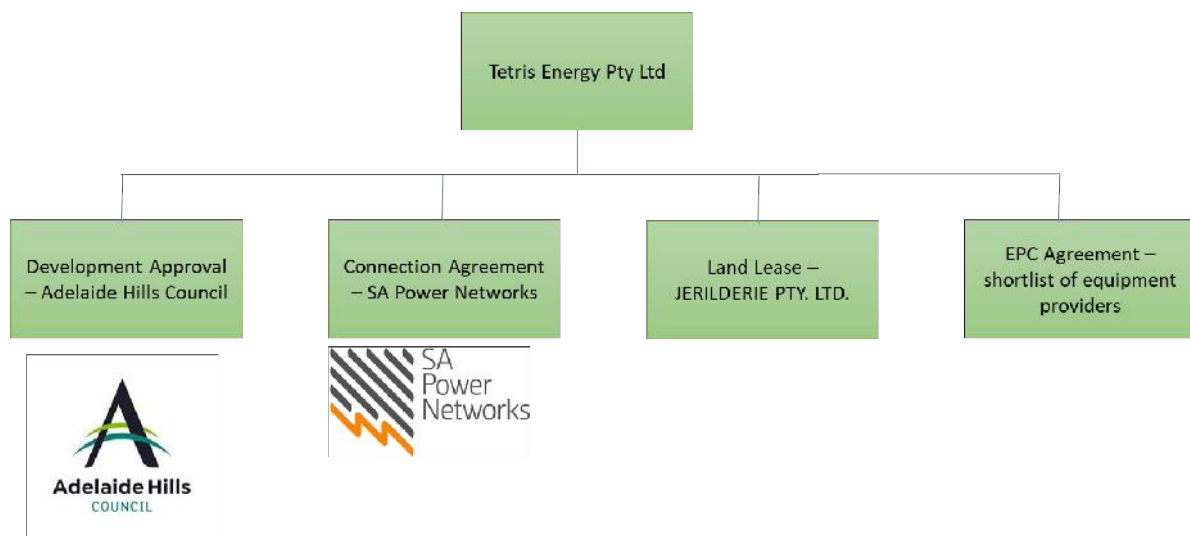 Tetris Energy Pty Ltd
Development Approval
– Adelaide Hills Council
Connection Agreement
– SA Power Networks
Land Lease –
JERILDERIE PTY. LTD.
EPC Agreement –
shortlist of equipment
providers
Adelaide Hills
COUNCIL
SA
Power
Networks